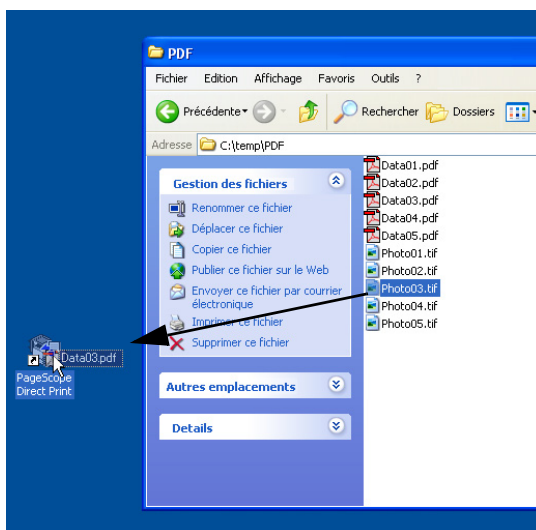 PDF
Fichier Edition Affichage Favoris Outils ?
Précédente Rechercher Dossiers
Adresse C:\temp\PDF
Gestion des fichiers
Renommer ce fichier
Déplacer ce fichier
Copier ce fichier
Publier ce fichier sur le Web
Envoyer ce fichier par courrier
électronique
Imprimer ce fichier
Supprimer ce fichier
Autres emplacements
Details
Data01.pdf
Data02.pdf
Data03.pdf
Data04.pdf
Data05.pdf
Photo01.tif
Photo02.tif
Photo03.tif
Photo04.tif
Photo05.tif
Data03.pdf
PageScope
Direct Print